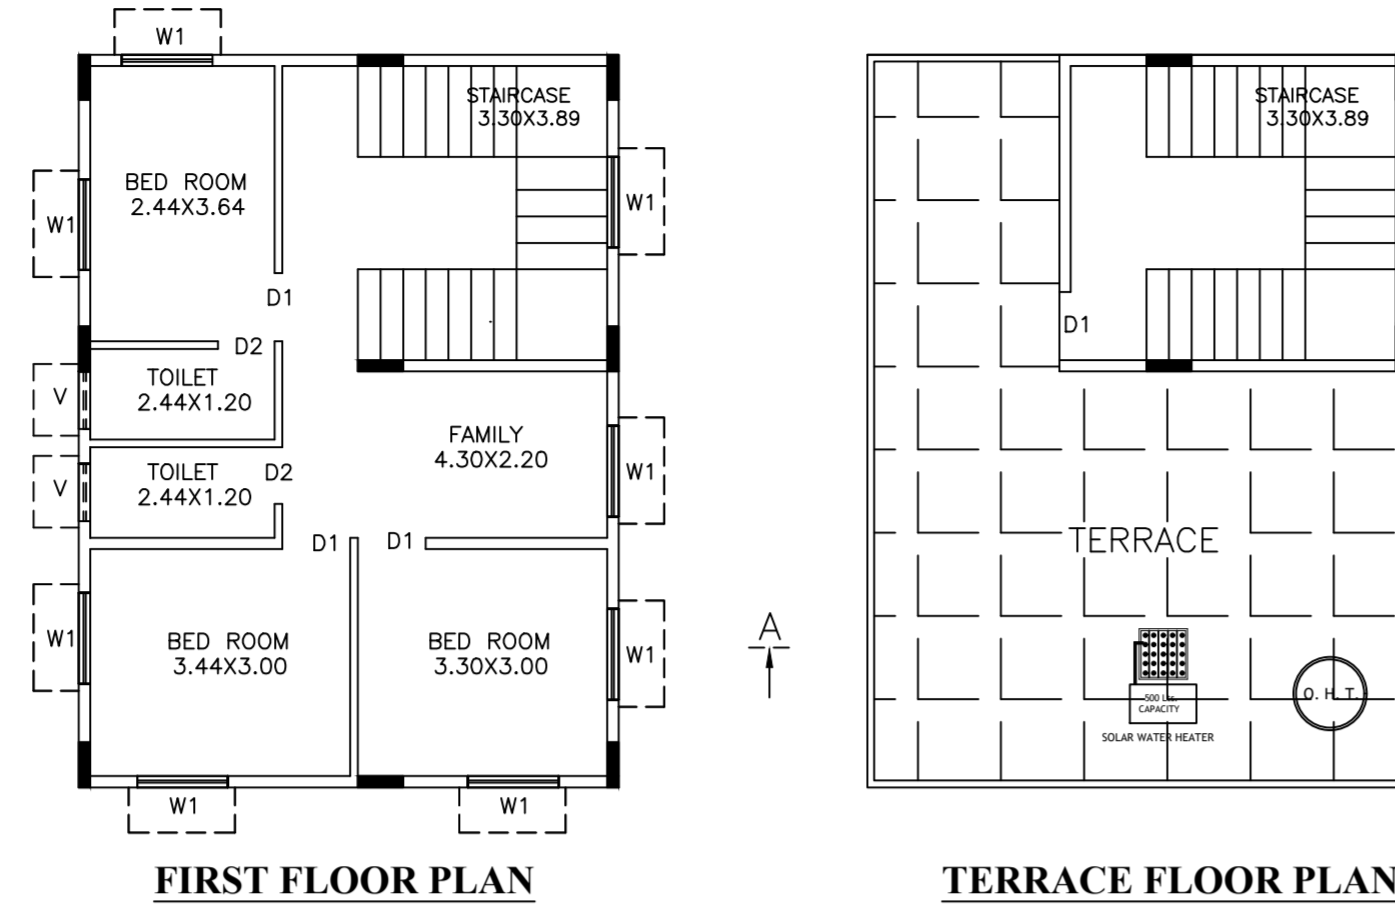 W1
STAIRCASE
3.30X3.89
BED ROOM
2.44X3.64
W1
W1
D1
D2
TOILET
2.44X1.20
V
FAMILY
4.30X2.20
TOILET
2.44X1.20
D2
V
W1
D1
D1
W1
BED ROOM
3.44X3.00
BED ROOM
3.30X3.00
W1
W1
W1
FIRST FLOOR PLAN
A
STAIRCASE
3.30X3.89
D1
TERRACE
500 Ltr.
CAPACITY
SOLAR WATER HEATER
O. H. T.
TERRACE FLOOR PLAN